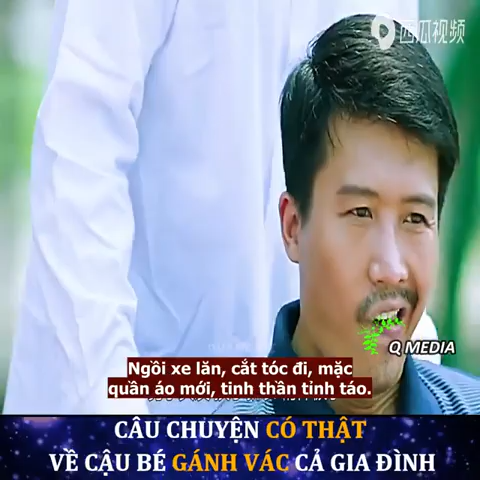 西瓜视频
Q MEDIA
Ngồi xe lăn, cắt tóc đi, mặc
quần áo mới, tinh thần tỉnh táo.
CÂU CHUYỆN CÓ THẬT
VỀ CẬU BÉ GÁNH VÁC CẢ GIA ĐÌNH